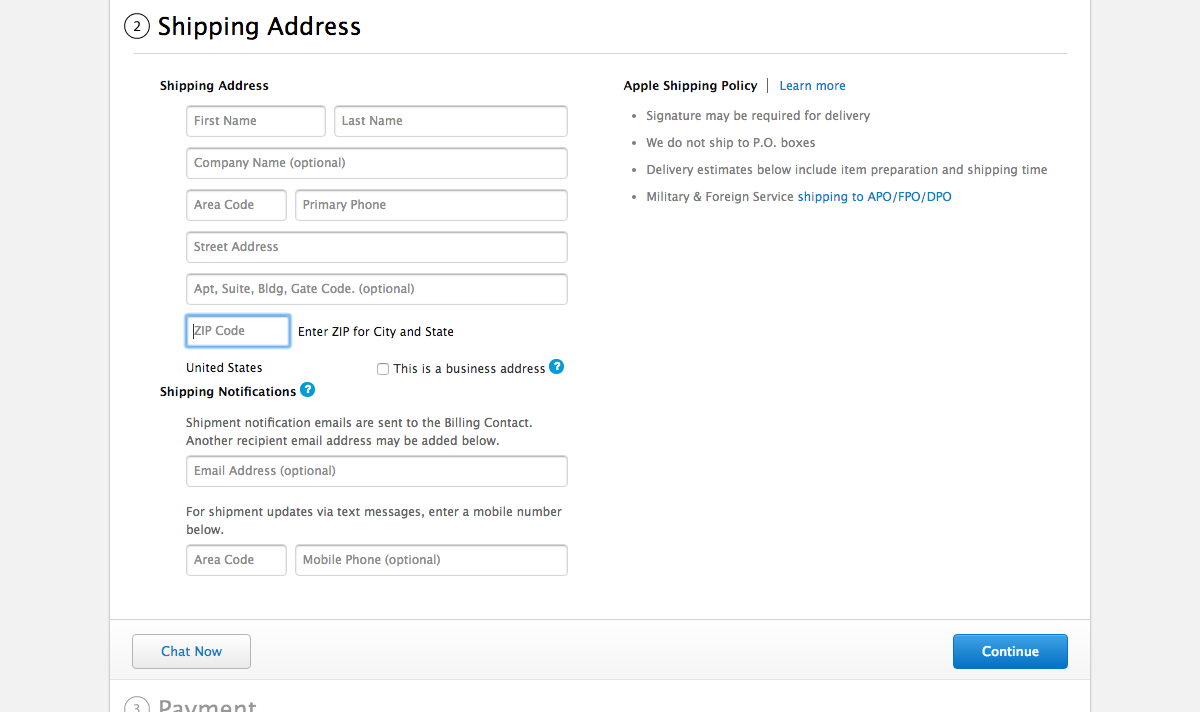 2 Shipping Address
Shipping Address
First Name Last Name
Company Name (optional)
Area Code Primary Phone
Street Address
Apt, Suite, Bldg, Gate Code. (optional)
ZIP Code Enter ZIP for City and State
United States This is a business address ?
Shipping Notifications ?
Shipment notification emails are sent to the Billing Contact.
Another recipient email address may be added below.
Email Address (optional)
For shipment updates via text messages, enter a mobile number
below.
Area Code Mobile Phone (optional)
Apple Shipping Policy | Learn more
• Signature may be required for delivery
• We do not ship to P.O. boxes
• Delivery estimates below include item preparation and shipping time
• Military & Foreign Service shipping to APO/FPO/DPO
Chat Now Continue
3 Payment